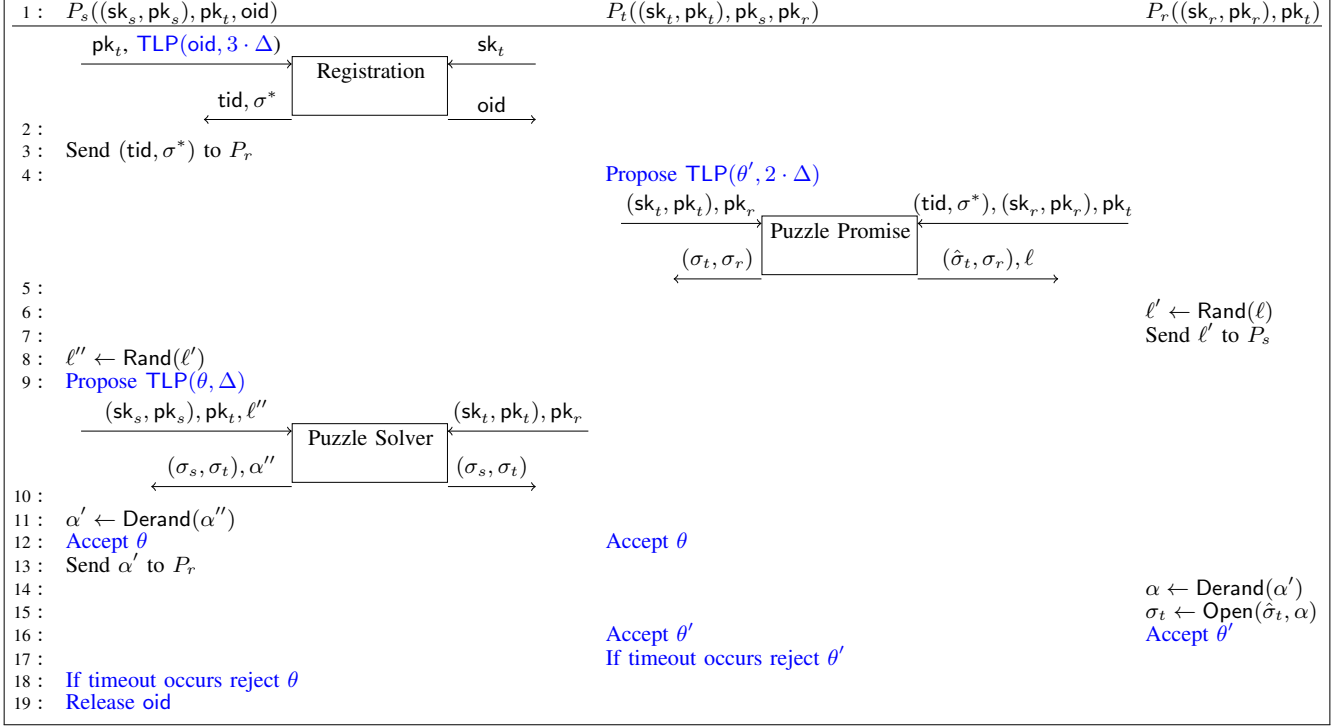 1 : P_s((sk_s, pk_s), pk_t, oid) P_t((sk_t, pk_t), pk_s, pk_r) P_r((sk_r, pk_r), pk_t)
pk_t, TLP(oid, 3 · Δ) sk_t
Registration
tid, σ* oid
2 :
3 : Send (tid, σ*) to P_r
4 : Propose TLP(θ′, 2 · Δ)
(sk_t, pk_t), pk_r (tid, σ*), (sk_r, pk_r), pk_t
Puzzle Promise
(σ_t, σ_r) (σ̂_t, σ_r), ℓ
5 :
6 : ℓ′ ← Rand(ℓ)
7 : Send ℓ′ to P_s
8 : ℓ′′ ← Rand(ℓ′)
9 : Propose TLP(θ, Δ)
(sk_s, pk_s), pk_t, ℓ′′ (sk_t, pk_t), pk_r
Puzzle Solver
(σ_s, σ_t), α′′ (σ_s, σ_t)
10 :
11 : α′ ← Derand(α′′)
12 : Accept θ Accept θ
13 : Send α′ to P_r
14 : α ← Derand(α′)
15 : σ_t ← Open(σ̂_t, α)
16 : Accept θ′ Accept θ′
17 : If timeout occurs reject θ′
18 : If timeout occurs reject θ
19 : Release oid